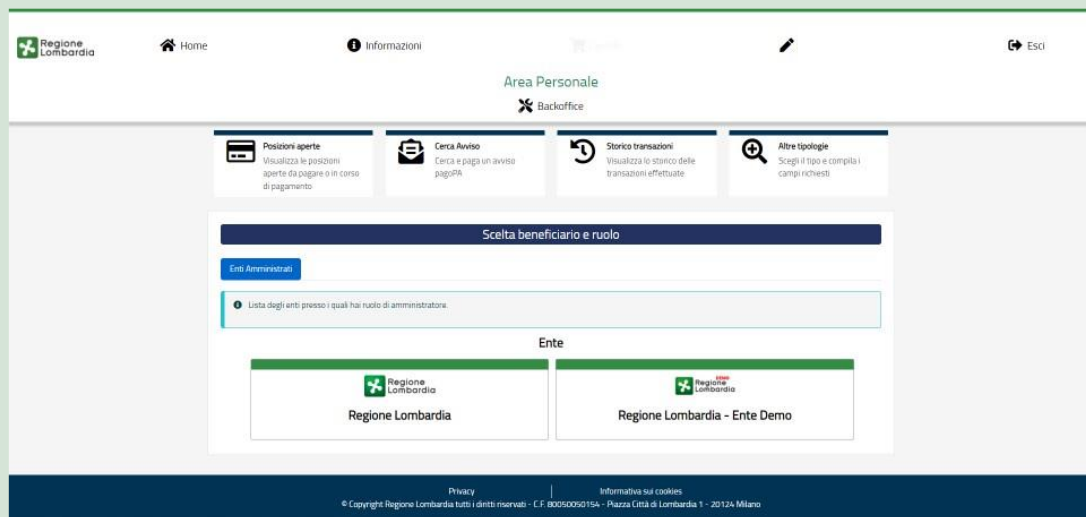 Regione
Lombardia
Home
Informazioni
Esci
Area Personale
Backoffice
Posizioni aperte
Visualizza le posizioni
aperte da pagare o in corso
di pagamento
Cerca Avviso
Cerca e paga un avviso
pagoPA
Storico transazioni
Visualizza lo storico delle
transazioni effettuate
Altre tipologie
Scegli il tipo e compila i
campi richiesti
Scelta beneficiario e ruolo
Enti Amministrati
Lista degli enti presso i quali hai ruolo di amministratore.
Ente
Regione
Lombardia
Regione Lombardia
DEMO
Regione
Lombardia
Regione Lombardia - Ente Demo
Privacy | Informativa sui cookies
© Copyright Regione Lombardia tutti i diritti riservati - C.F. 80050050154 - Piazza Città di Lombardia 1 - 20124 Milano